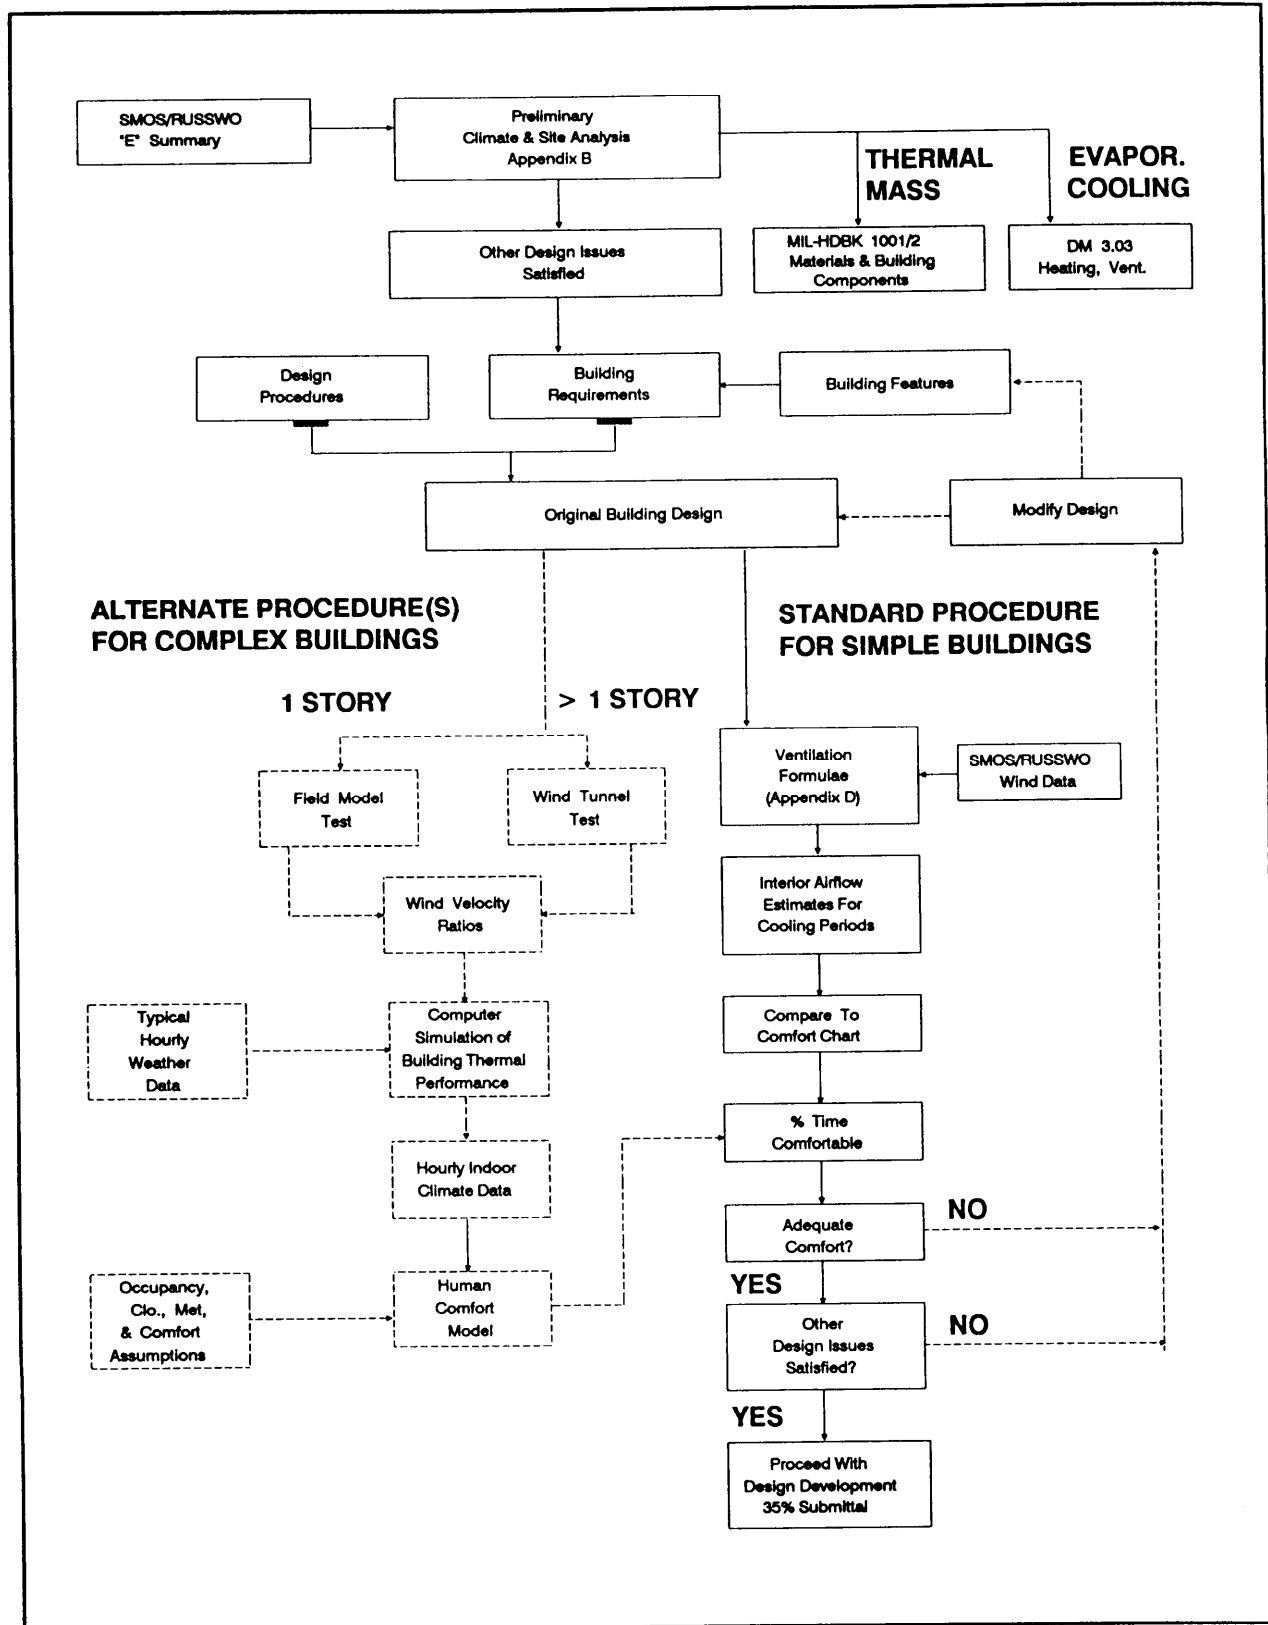 SMOS/RUSSWO
"E" Summary
Preliminary
Climate & Site Analysis
Appendix B
THERMAL
MASS
EVAPOR.
COOLING
Other Design Issues
Satisfied
MIL-HDBK 1001/2
Materials & Building
Components
DM 3.03
Heating, Vent.
Design
Procedures
Building
Requirements
Building Features
Original Building Design
Modify Design
ALTERNATE PROCEDURE(S)
FOR COMPLEX BUILDINGS
STANDARD PROCEDURE
FOR SIMPLE BUILDINGS
1 STORY
> 1 STORY
Field Model
Test
Wind Tunnel
Test
Ventilation
Formulae
(Appendix D)
SMOS/RUSSWO
Wind Data
Wind Velocity
Ratios
Interior Airflow
Estimates For
Cooling Periods
Typical
Hourly
Weather
Data
Computer
Simulation of
Building Thermal
Performance
Compare To
Comfort Chart
% Time
Comfortable
Hourly Indoor
Climate Data
Adequate
Comfort?
NO
YES
Occupancy,
Clo., Met,
& Comfort
Assumptions
Human
Comfort
Model
Other
Design Issues
Satisfied?
NO
YES
Proceed With
Design Development
35% Submittal